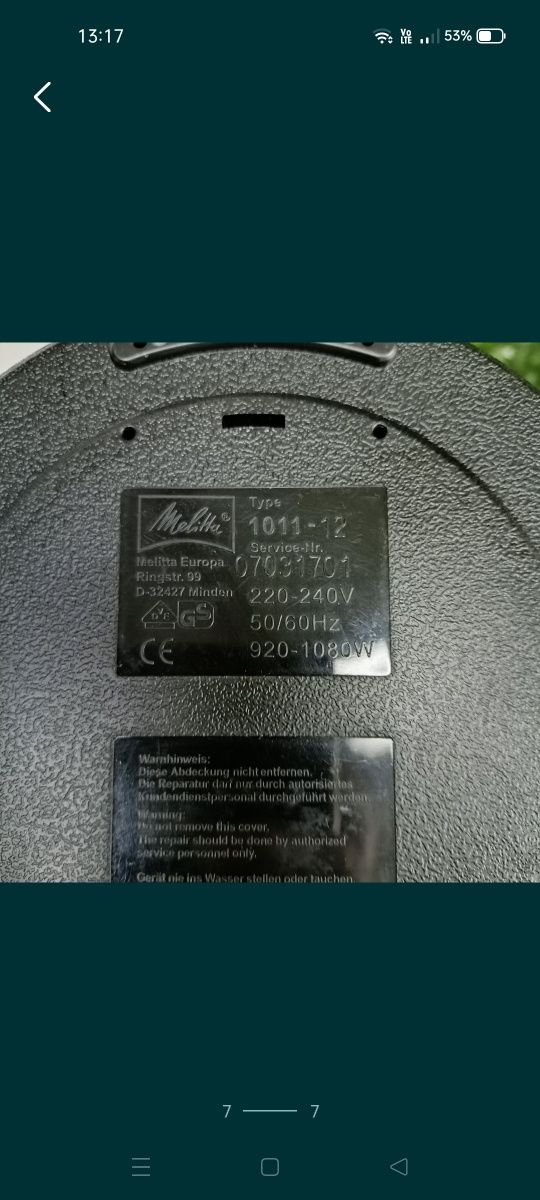 13:17
Vo
LTE
53%
Melitta®
Type
1011-12
Service-Nr.
07031701
Melitta Europa
Ringstr. 99
D-32427 Minden
220-240V
50/60Hz
920-1080W
DVE
GS
CE
Warnhinweis:
Diese Abdeckung nicht entfernen.
Die Reparatur darf nur durch autorisiertes
Kundendienstpersonal durchgeführt werden.
Warning:
Do not remove this cover,
The repair should be done by authorized
service personnel only.
Gerät nie ins Wasser stellen oder tauchen.
7
7